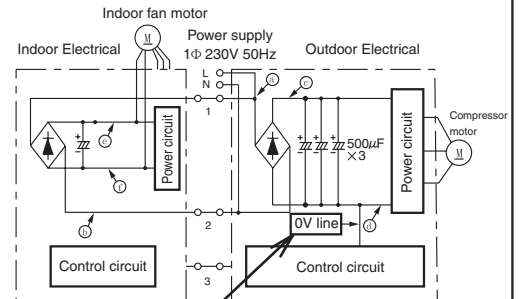 Indoor fan motor
M
Power supply
1Φ 230V 50Hz
Indoor Electrical
Outdoor Electrical
L
N
a
c
1
e
f
Power circuit
+
−
+
−
+
−
+
−
500μF
×3
Power circuit
Compressor
motor
M
b
2
0V line
d
Control circuit
3
Control circuit